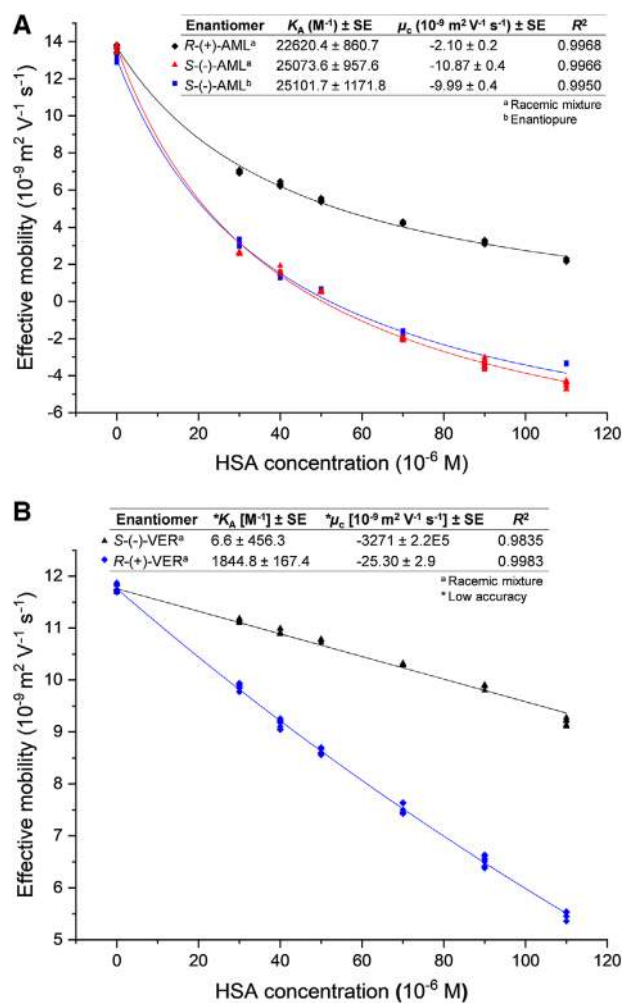 A
Enantiomer K_A (M⁻¹) ± SE μ_c (10⁻⁹ m² V⁻¹ s⁻¹) ± SE R²
R-(+)-AMLᵃ 22620.4 ± 860.7 -2.10 ± 0.2 0.9968
S-(-)-AMLᵃ 25073.6 ± 957.6 -10.87 ± 0.4 0.9966
S-(-)-AMLᵇ 25101.7 ± 1171.8 -9.99 ± 0.4 0.9950
ᵃ Racemic mixture
ᵇ Enantiopure
Effective mobility (10⁻⁹ m² V⁻¹ s⁻¹)
14
12
10
8
6
4
2
0
-2
-4
-6
0 20 40 60 80 100 120
HSA concentration (10⁻⁶ M)
B
Enantiomer *K_A [M⁻¹] ± SE *μ_c [10⁻⁹ m² V⁻¹ s⁻¹] ± SE R²
S-(-)-VERᵃ 6.6 ± 456.3 -3271 ± 2.2E5 0.9835
R-(+)-VERᵃ 1844.8 ± 167.4 -25.30 ± 2.9 0.9983
ᵃ Racemic mixture
* Low accuracy
Effective mobility (10⁻⁹ m² V⁻¹ s⁻¹)
12
11
10
9
8
7
6
5
0 20 40 60 80 100 120
HSA concentration (10⁻⁶ M)